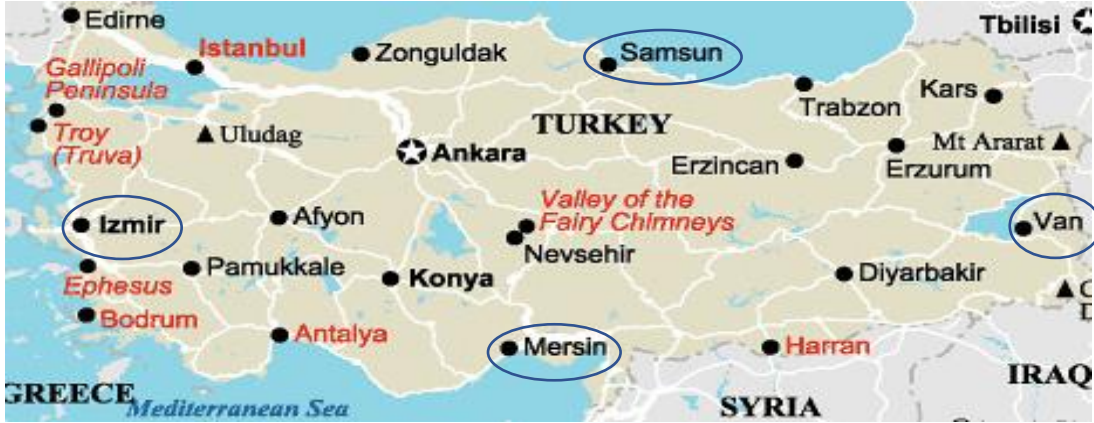 Edirne
Istanbul
Zonguldak
Samsun
Tbilisi
Gallipoli
Peninsula
Trabzon
Kars
Troy
(Truva)
Uludag
TURKEY
Ankara
Erzincan
Erzurum
Mt Ararat
Izmir
Afyon
Valley of the
Fairy Chimneys
Nevsehir
Van
Ephesus
Pamukkale
Konya
Diyarbakir
Bodrum
Antalya
Mersin
Harran
IRAQ
GREECE
Mediterranean Sea
SYRIA